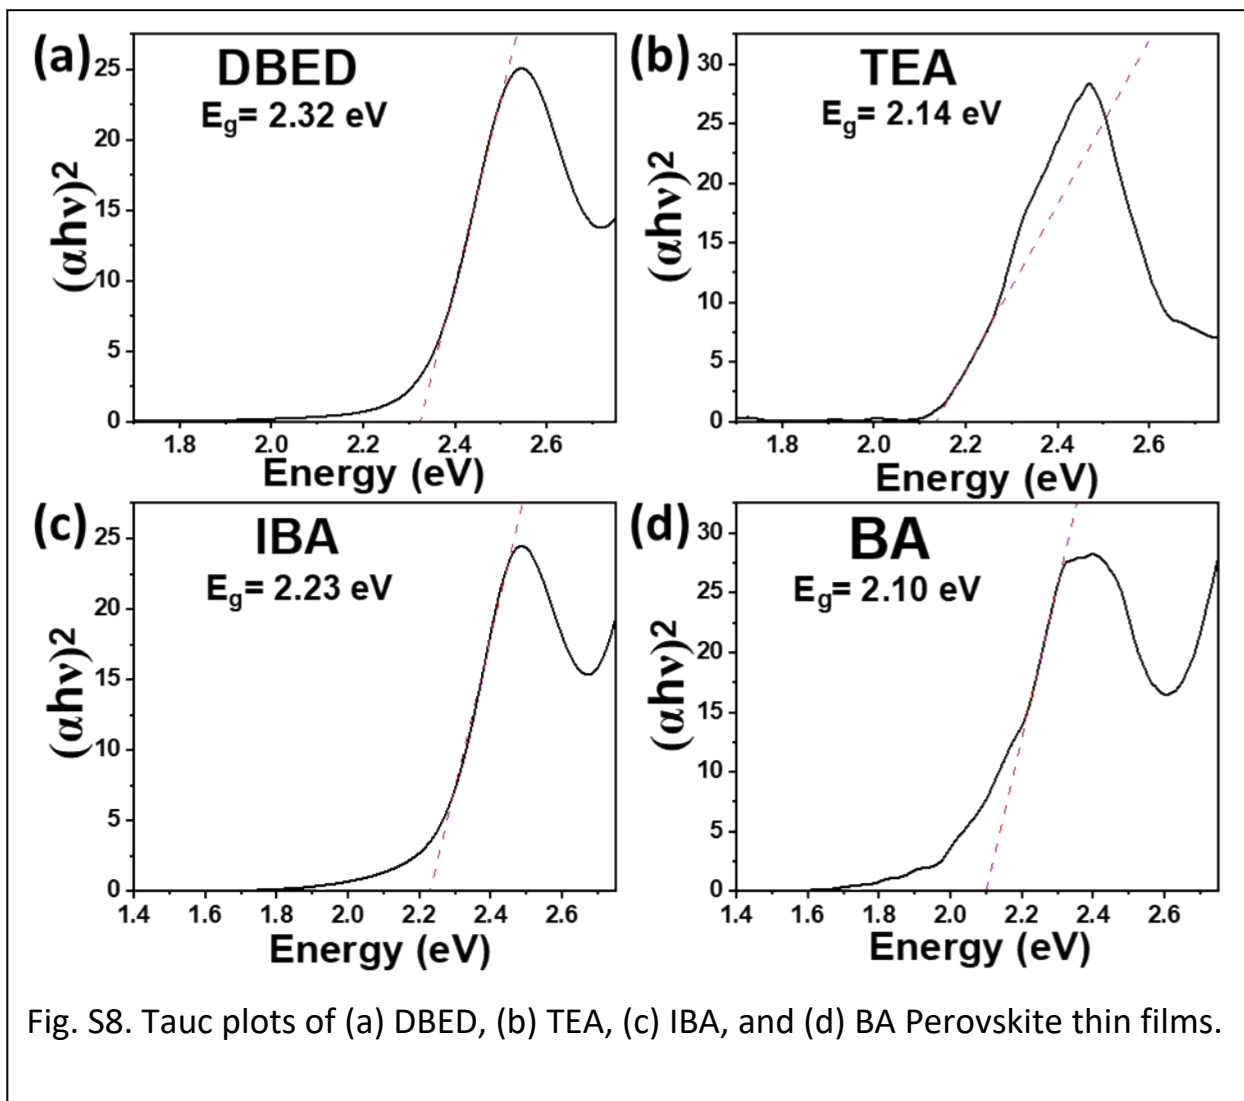 (a)
DBED
Eg= 2.32 eV
(αhν)2
25
20
15
10
5
0
1.8 2.0 2.2 2.4 2.6
Energy (eV)
(b)
TEA
Eg= 2.14 eV
(αhν)2
30
25
20
15
10
5
0
1.8 2.0 2.2 2.4 2.6
Energy (eV)
(c)
IBA
Eg= 2.23 eV
(αhν)2
25
20
15
10
5
0
1.4 1.6 1.8 2.0 2.2 2.4 2.6
Energy (eV)
(d)
BA
Eg= 2.10 eV
(αhν)2
30
25
20
15
10
5
0
1.4 1.6 1.8 2.0 2.2 2.4 2.6
Energy (eV)
Fig. S8. Tauc plots of (a) DBED, (b) TEA, (c) IBA, and (d) BA Perovskite thin films.